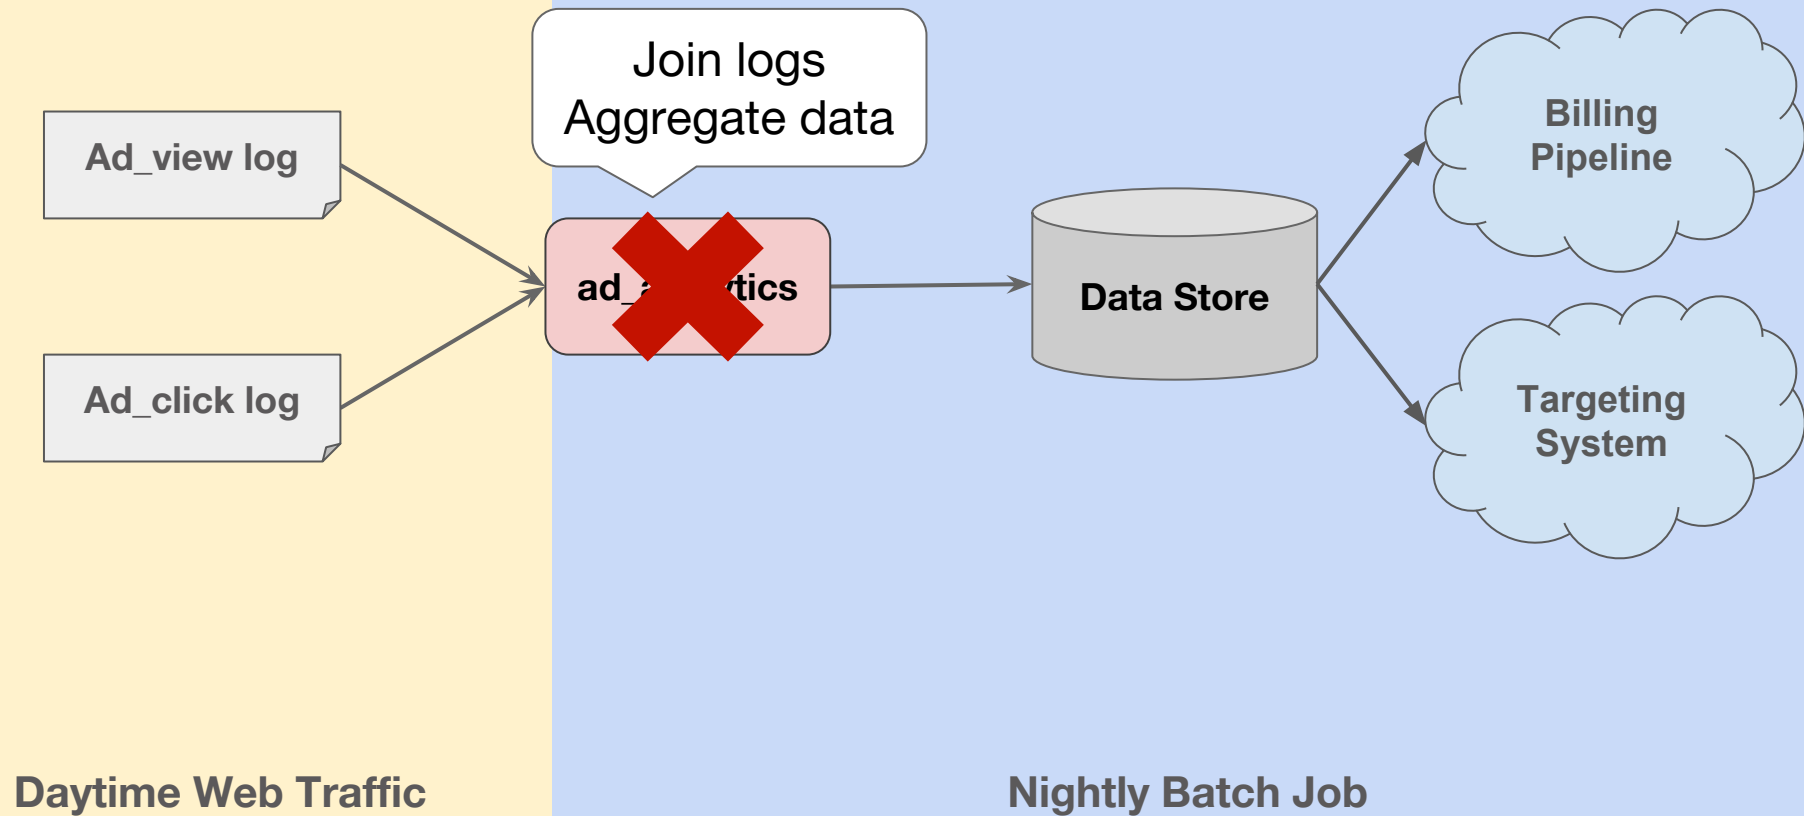 Join logs
Aggregate data
Ad_view log
Ad_click log
Data Store
Billing
Pipeline
Targeting
System
Daytime Web Traffic
Nightly Batch Job